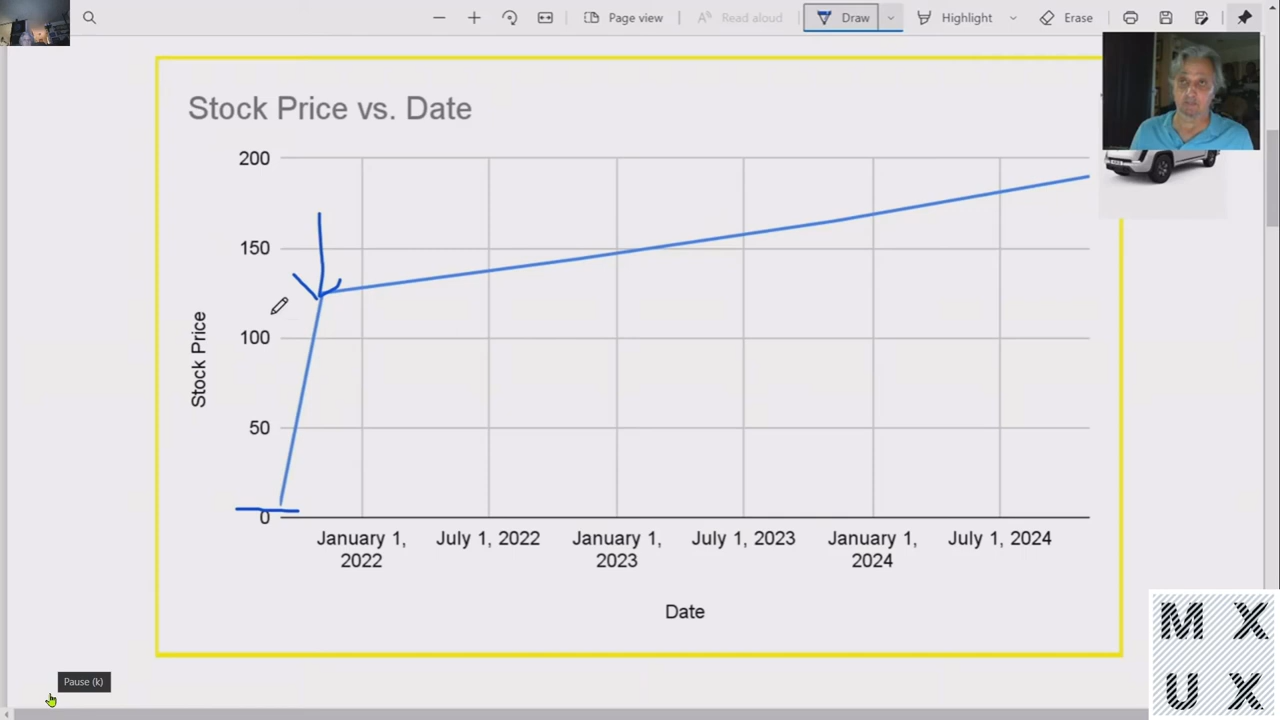 Page view
Read aloud
Draw
Highlight
Erase
Stock Price vs. Date
200
150
100
50
0
Stock Price
January 1,
2022
July 1, 2022
January 1,
2023
July 1, 2023
January 1,
2024
July 1, 2024
Date
Pause (k)
M X
U X